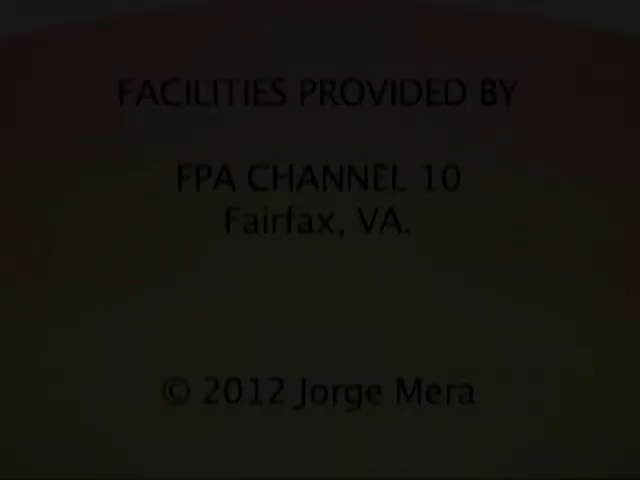 FACILITIES PROVIDED BY
FPA CHANNEL 10
Fairfax, VA.
© 2012 Jorge Mera